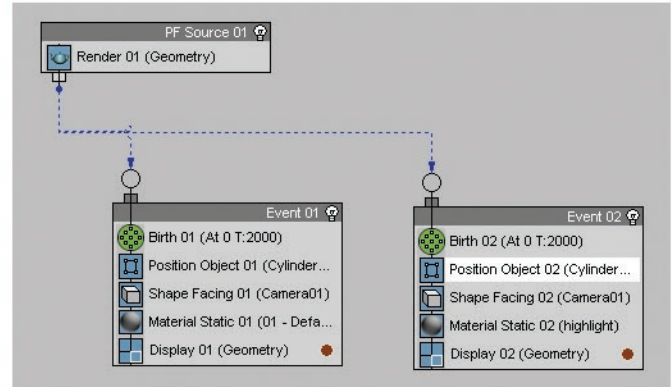 PF Source 01
Render 01 (Geometry)
Event 01
Birth 01 (At 0 T:2000)
Position Object 01 (Cylinder...
Shape Facing 01 (Camera01)
Material Static 01 (01 - Defa...
Display 01 (Geometry)
Event 02
Birth 02 (At 0 T:2000)
Position Object 02 (Cylinder...
Shape Facing 02 (Camera01)
Material Static 02 (highlight)
Display 02 (Geometry)